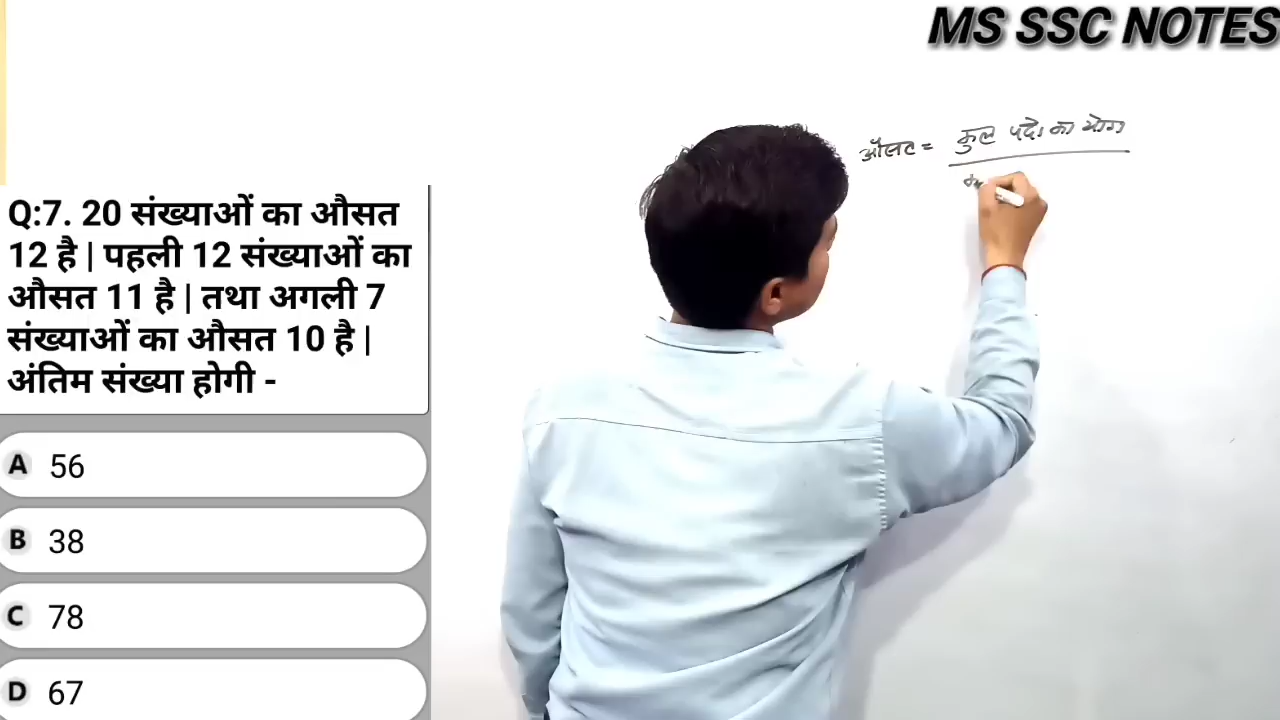 MS SSC NOTES
औसत = कुल पदो का योग
Q:7. 20 संख्याओं का औसत
12 है | पहली 12 संख्याओं का
औसत 11 है | तथा अगली 7
संख्याओं का औसत 10 है |
अंतिम संख्या होगी -
A 56
B 38
C 78
D 67